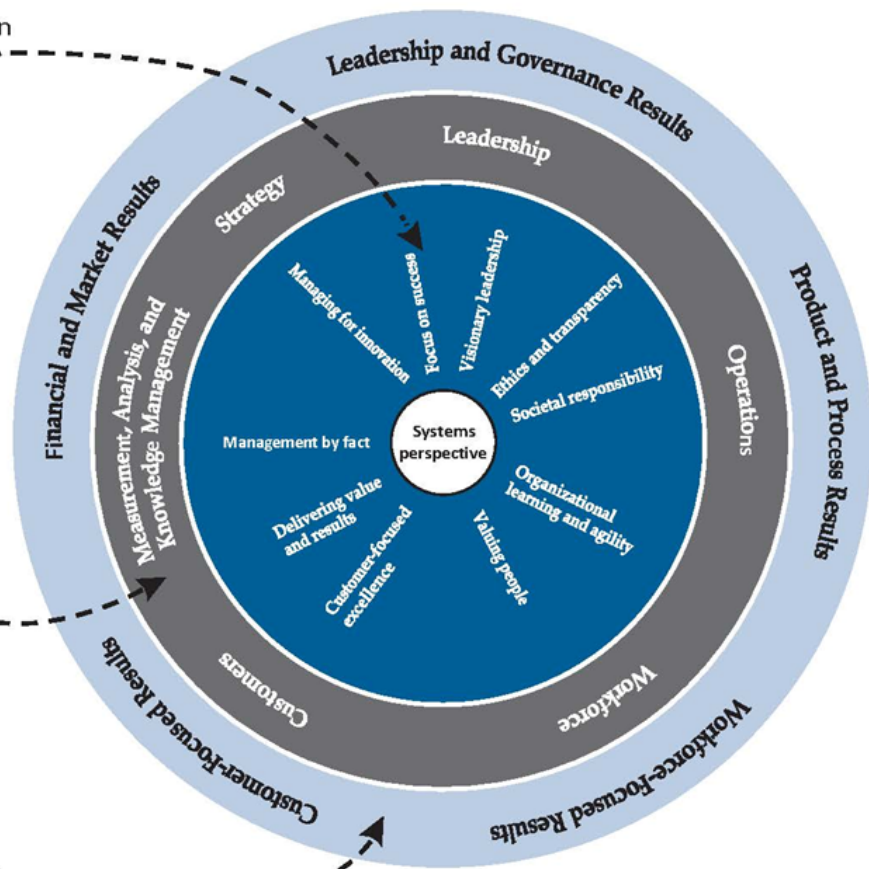 n
Leadership and Governance Results
Financial and Market Results
Product and Process Results
Customer-Focused Results
Workforce-Focused Results
Leadership
Strategy
Measurement, Analysis, and
Knowledge Management
Operations
Customers
Workforce
Managing for innovation
Focus on success
Visionary leadership
Ethics and transparency
Societal responsibility
Management by fact
Systems
perspective
Delivering value
and results
Customer-focused
excellence
Valuing people
Organizational
learning and agility